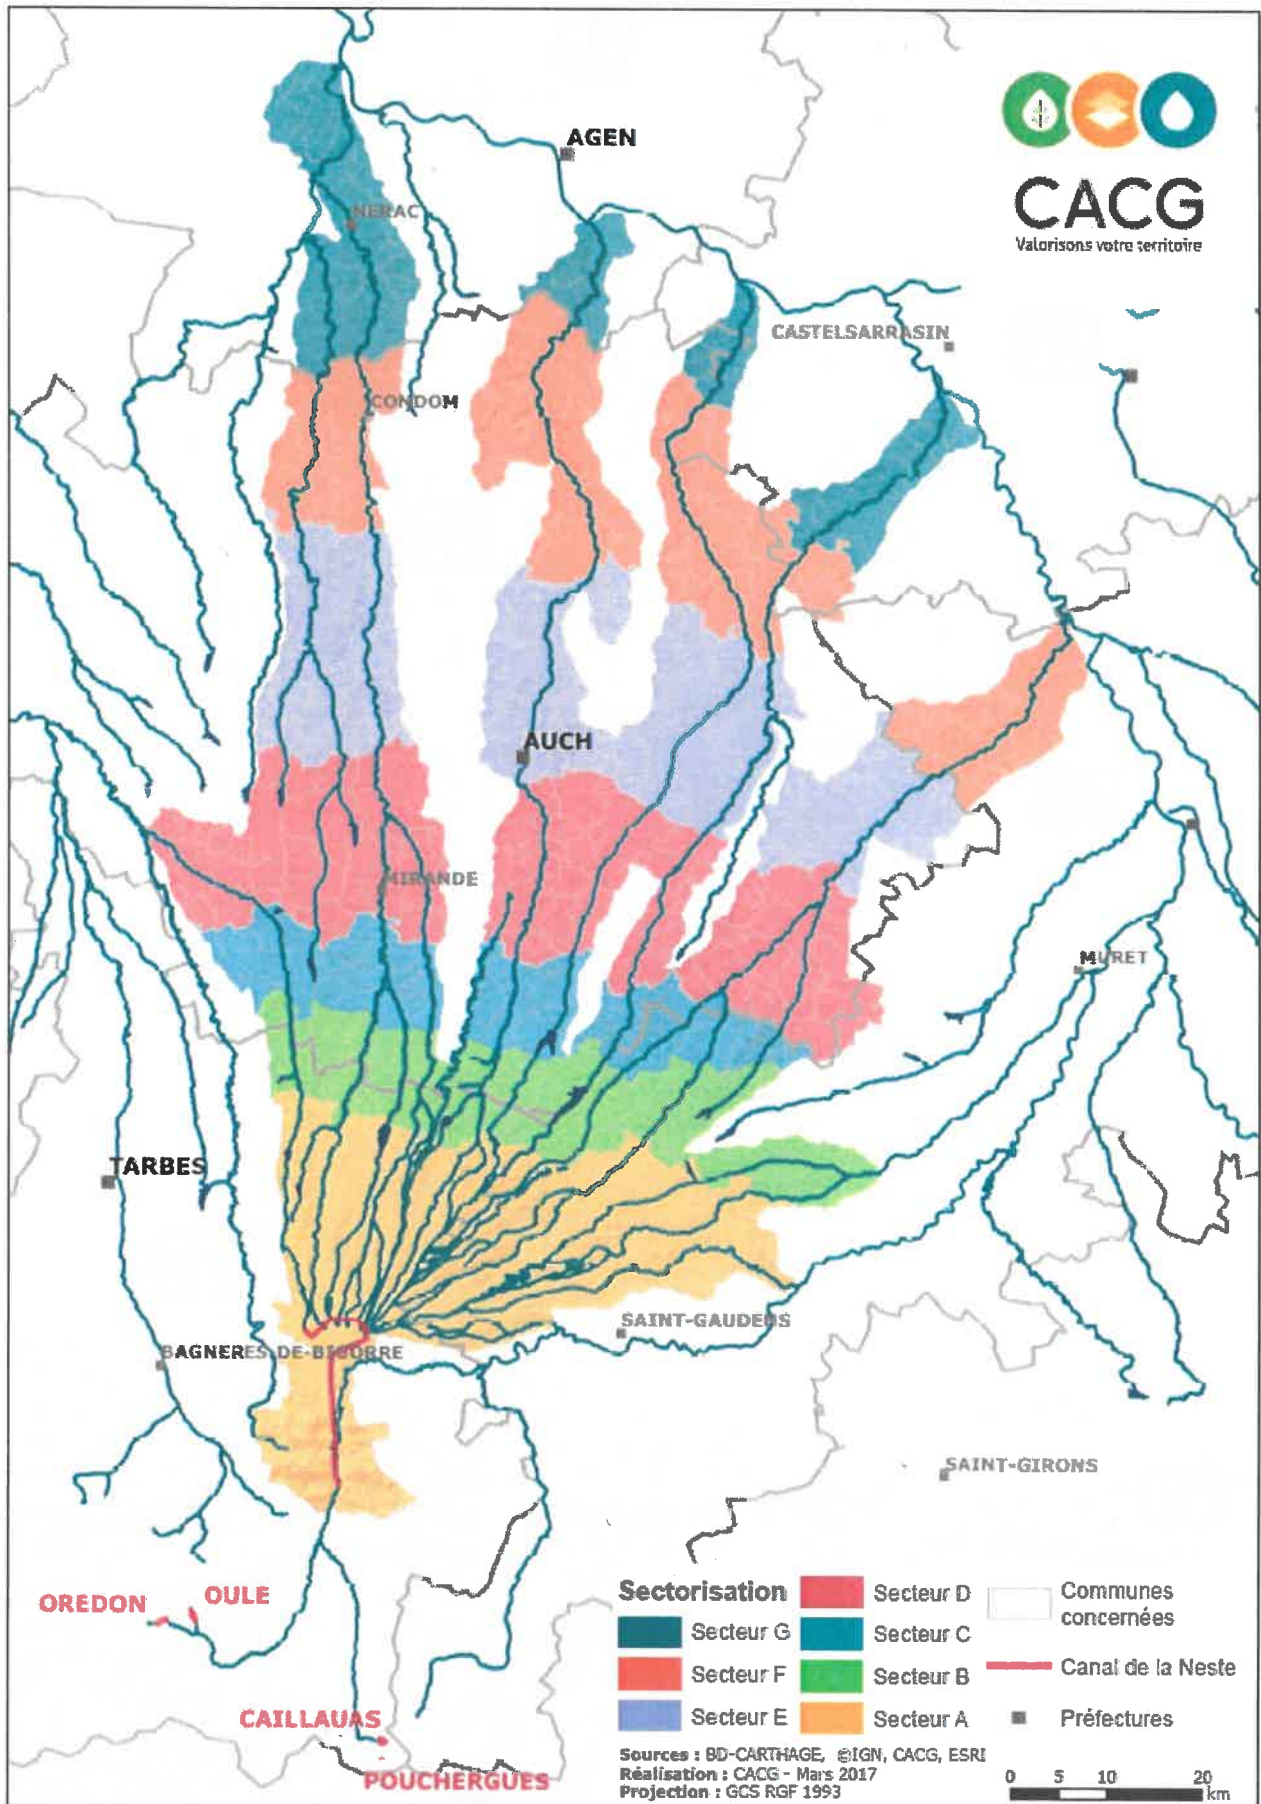 AGEN
CACG
Valorisons votre territoire
NERAC
CASTELSARRASIN
CONDOM
AUCH
MIRANDE
MURET
TARBES
SAINT-GAUDENS
BAGNERES-DE-BIGORRE
SAINT-GIRONS
OREDON
OULE
CAILLAUAS
POUCHERGUES
Sectorisation
Secteur G
Secteur F
Secteur E
Secteur D
Secteur C
Secteur B
Secteur A
Communes
concernées
Canal de la Neste
Préfectures
Sources : BD-CARTHAGE, @IGN, CACG, ESRI
Réalisation : CACG - Mars 2017
Projection : GCS RGF 1993
0 5 10 20
km